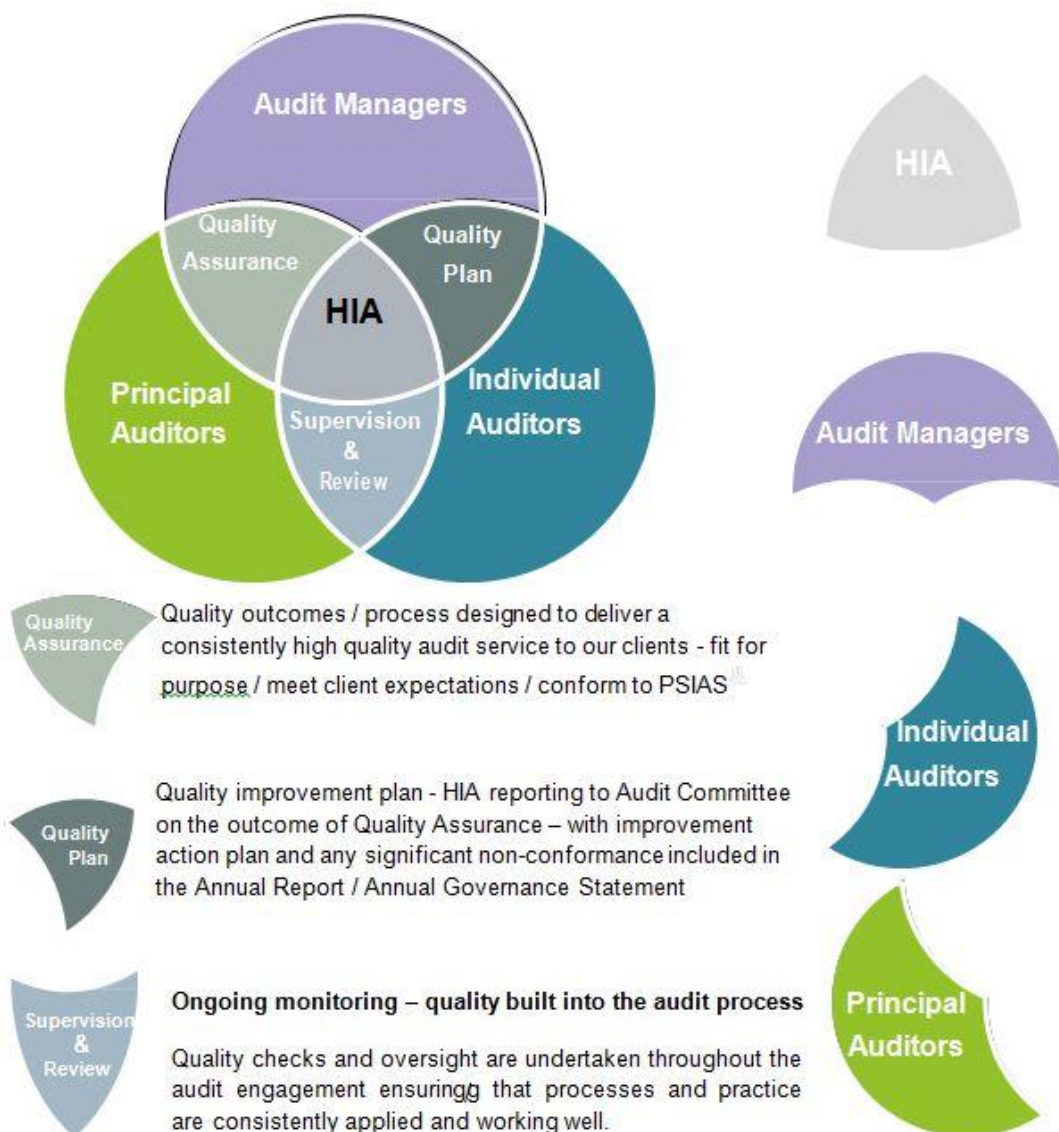 Audit Managers
HIA
Quality
Assurance
Quality
Plan
HIA
Principal
Auditors
Individual
Auditors
Supervision
&
Review
Audit Managers
Quality
Assurance
Quality outcomes / process designed to deliver a
consistently high quality audit service to our clients - fit for
purpose / meet client expectations / conform to PSIAS
Individual
Auditors
Quality
Plan
Quality improvement plan - HIA reporting to Audit Committee
on the outcome of Quality Assurance – with improvement
action plan and any significant non-conformance included in
the Annual Report / Annual Governance Statement
Supervision
&
Review
Ongoing monitoring – quality built into the audit process
Quality checks and oversight are undertaken throughout the
audit engagement ensuring that processes and practice
are consistently applied and working well.
Principal
Auditors